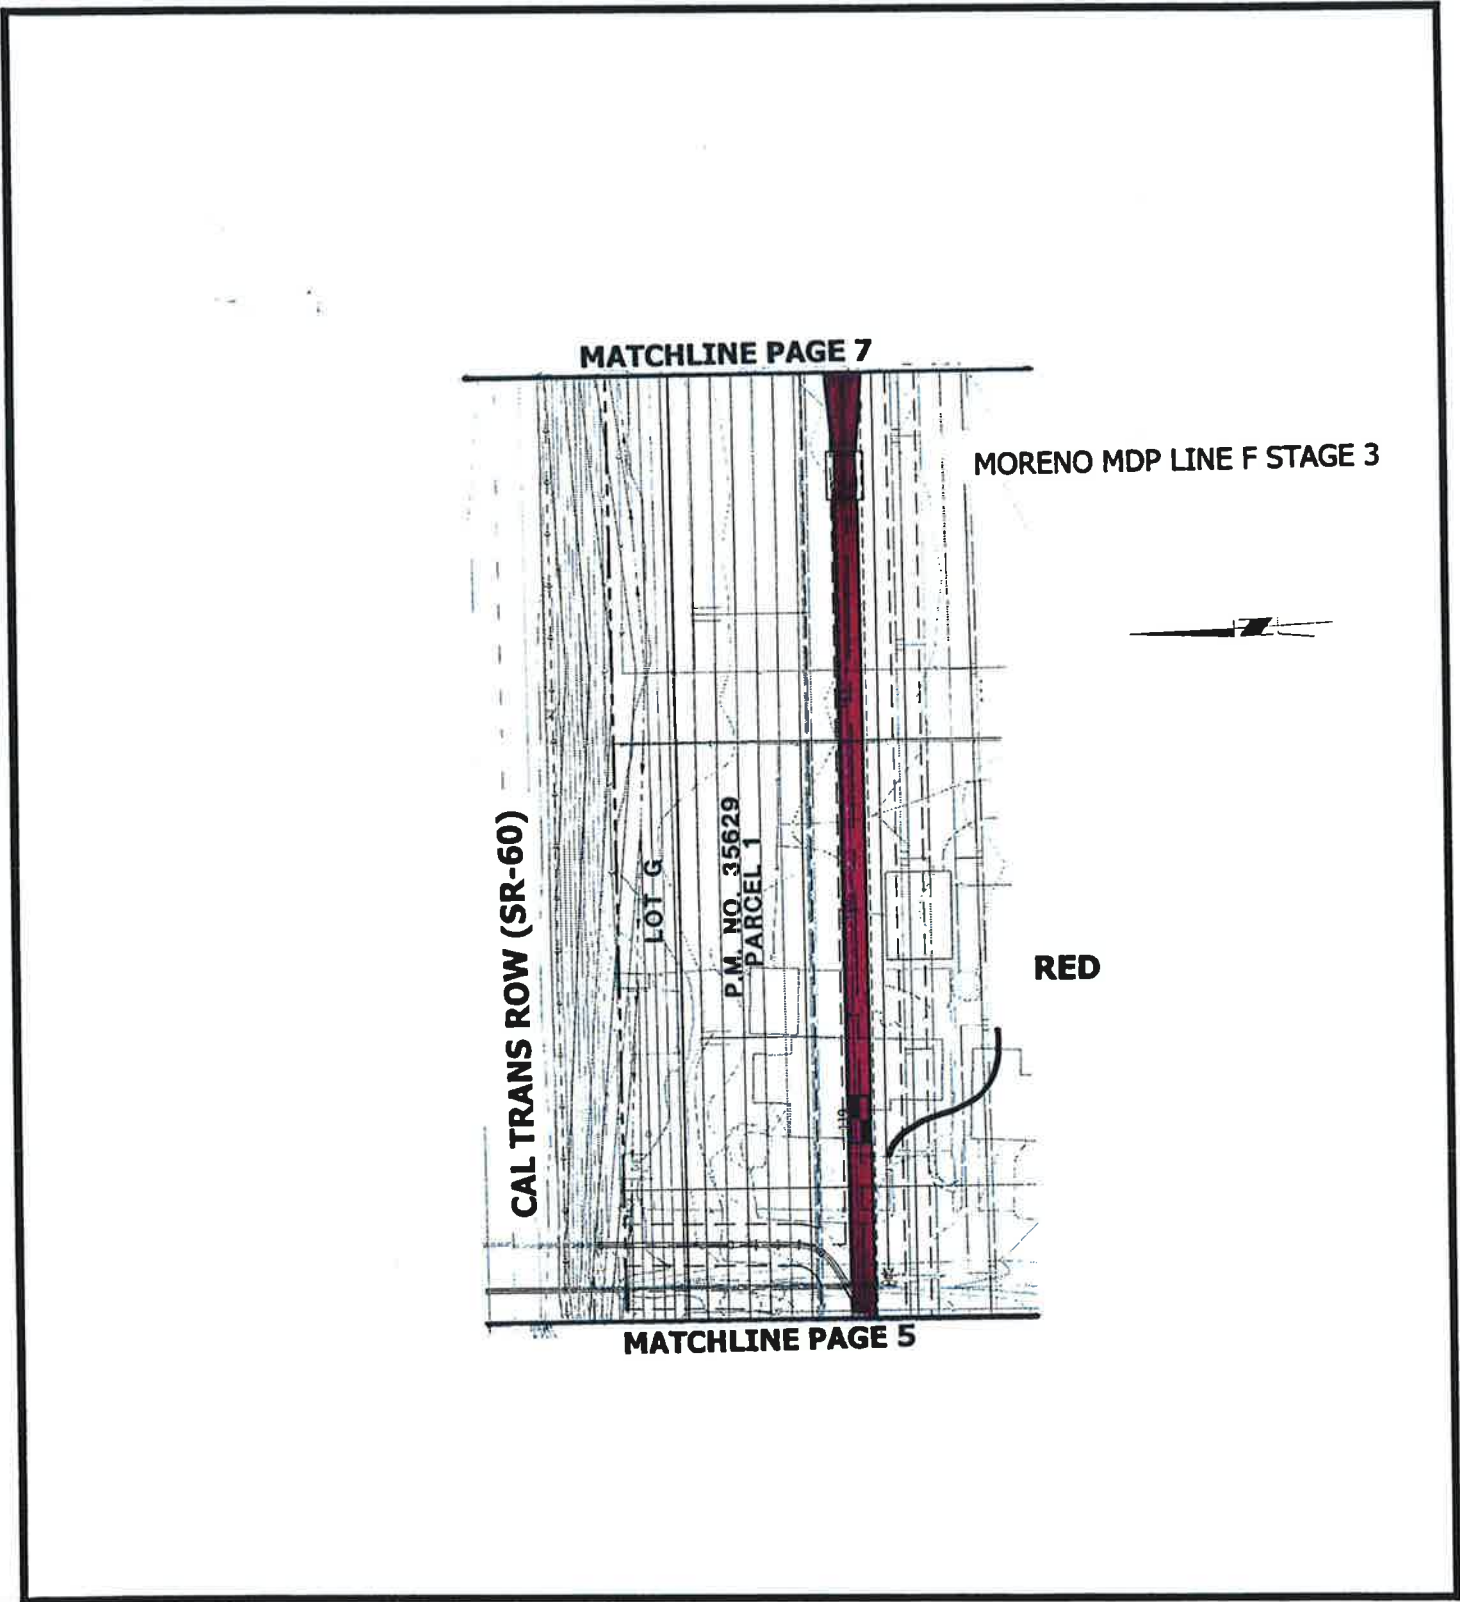 MATCHLINE PAGE 7
MORENO MDP LINE F STAGE 3
CAL TRANS ROW (SR-60)
LOT G
P.M. NO. 35629
PARCEL 1
RED
MATCHLINE PAGE 5